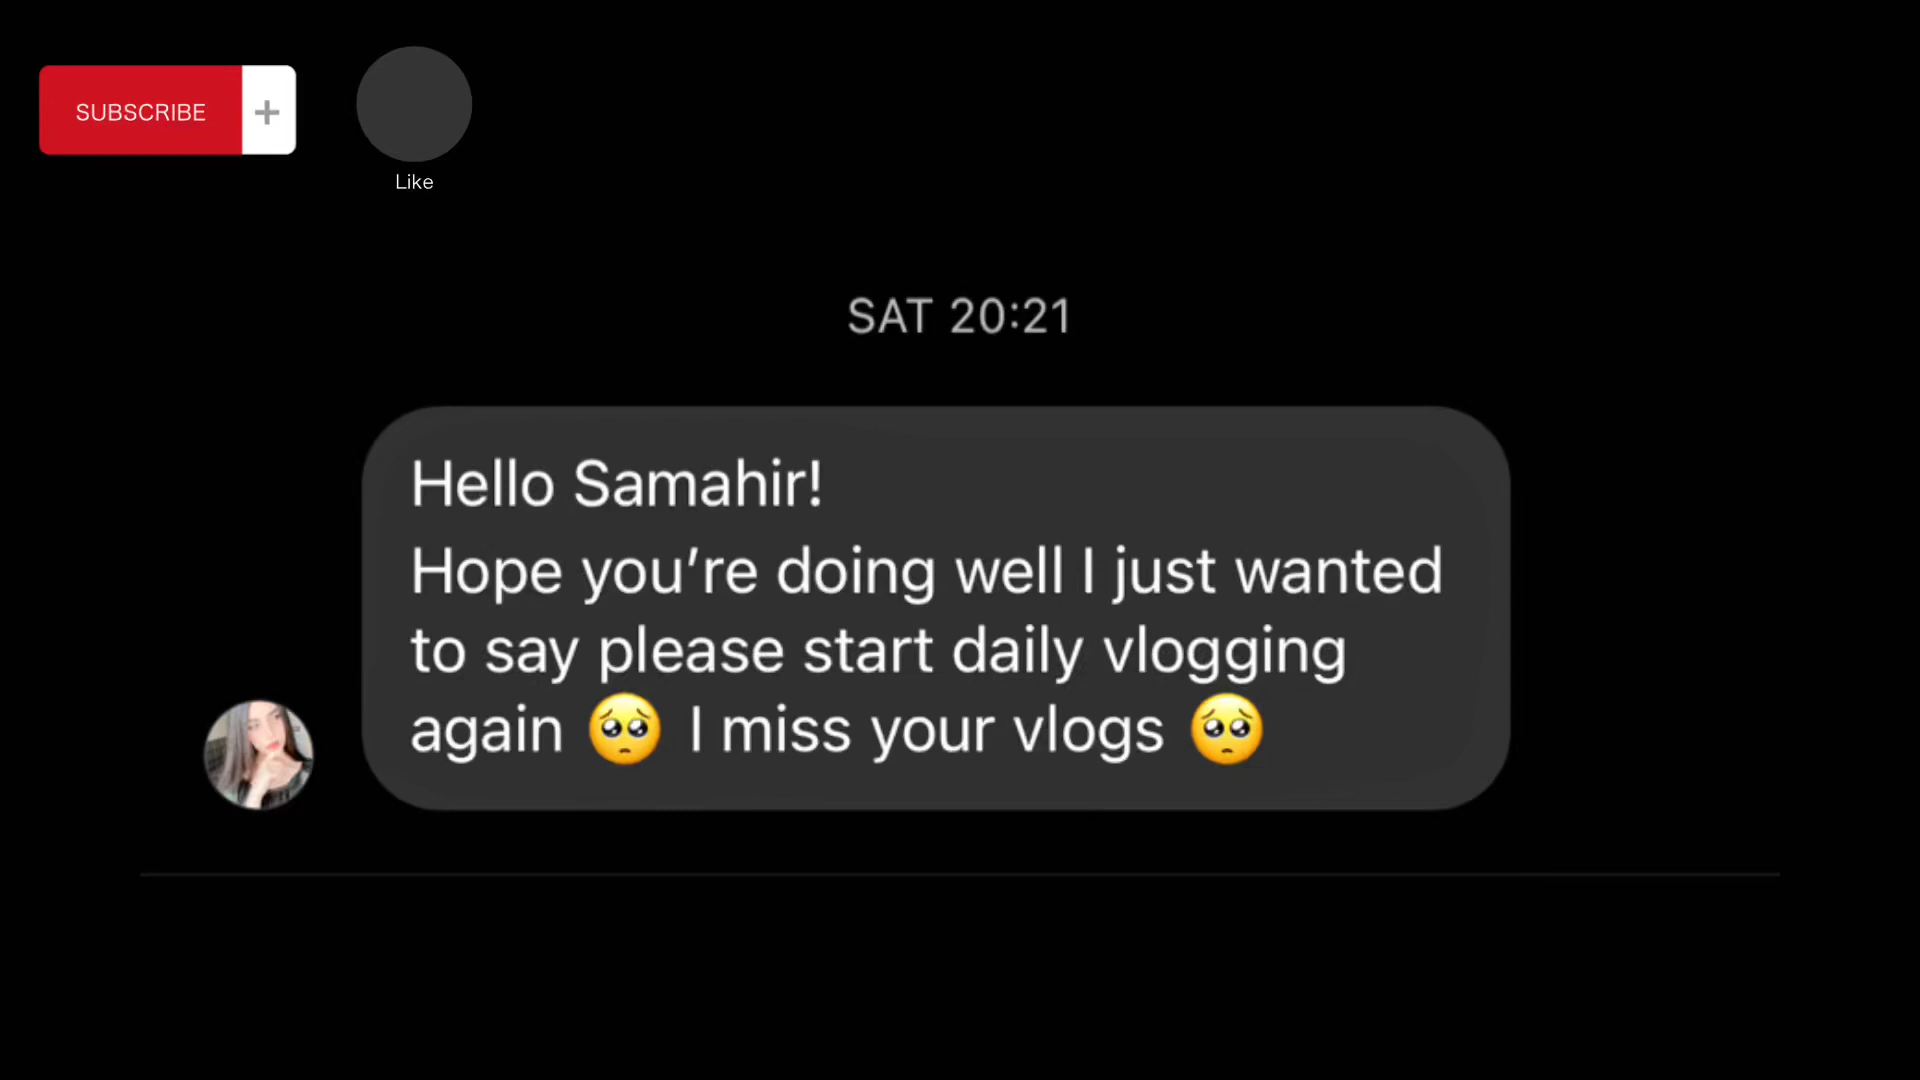 SUBSCRIBE +
Like
SAT 20:21
Hello Samahir!
Hope you’re doing well I just wanted
to say please start daily vlogging
again 🥺 I miss your vlogs 🥺